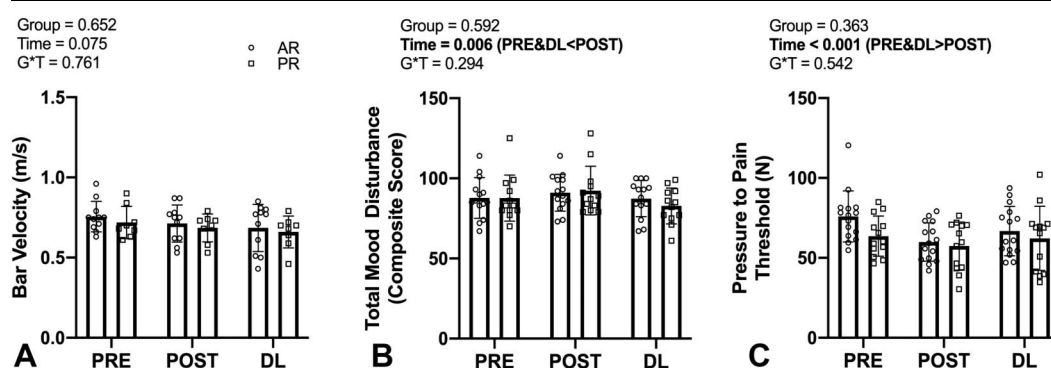 Group = 0.652
Time = 0.075
G*T = 0.761
AR
PR
Bar Velocity (m/s)
1.5
1.0
0.5
0.0
PRE POST DL
A
Group = 0.592
Time = 0.006 (PRE&DL<POST)
G*T = 0.294
Total Mood Disturbance
(Composite Score)
150
100
50
0
PRE POST DL
B
Group = 0.363
Time < 0.001 (PRE&DL>POST)
G*T = 0.542
Pressure to Pain
Threshold (N)
150
100
50
0
PRE POST DL
C